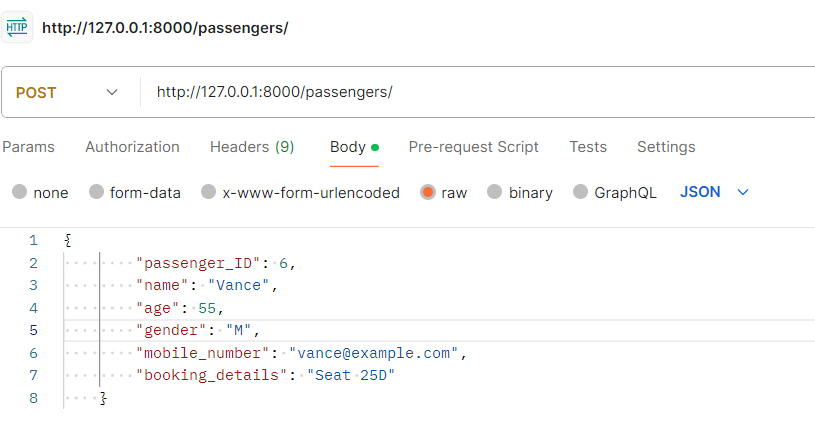 HTTP http://127.0.0.1:8000/passengers/
POST http://127.0.0.1:8000/passengers/
Params Authorization Headers (9) Body Pre-request Script Tests Settings
none form-data x-www-form-urlencoded raw binary GraphQL JSON
1 {
2 "passenger_ID": 6,
3 "name": "Vance",
4 "age": 55,
5 "gender": "M",
6 "mobile_number": "vance@example.com",
7 "booking_details": "Seat 25D"
8 }